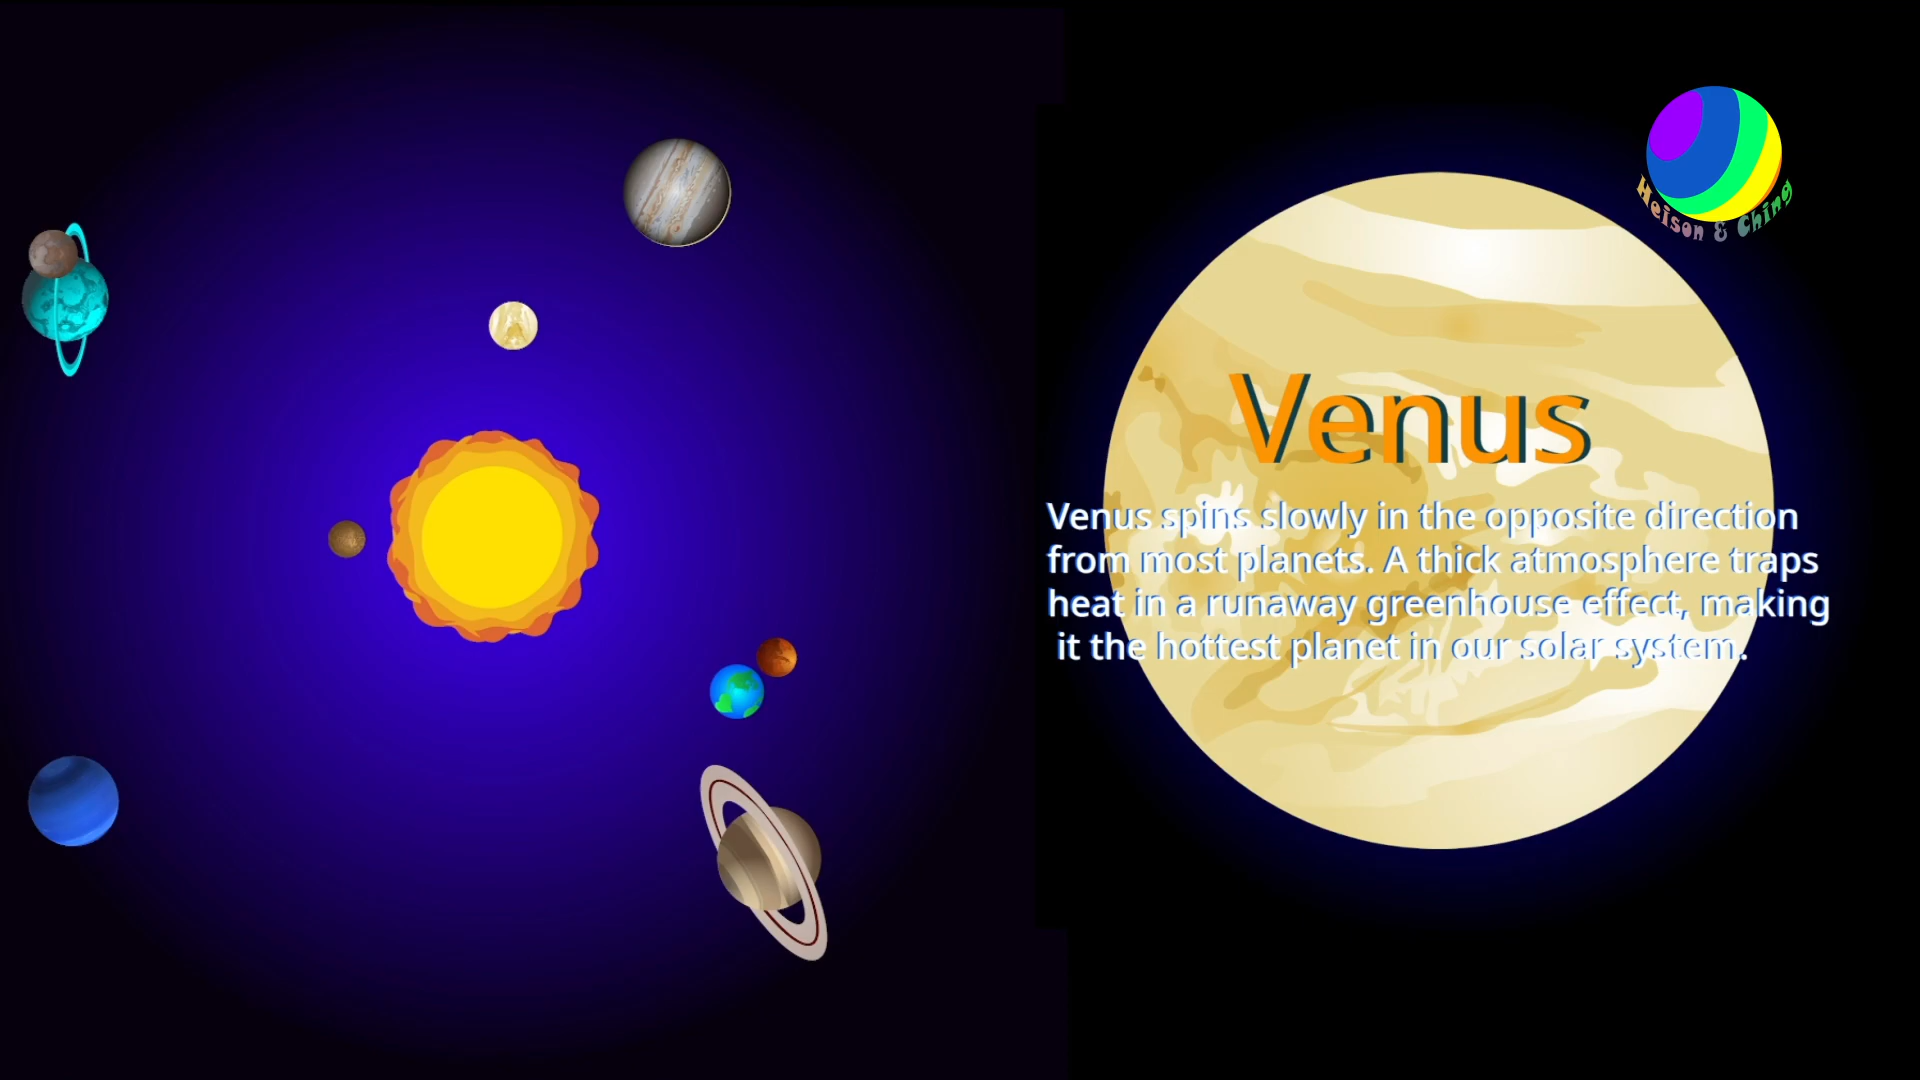 Heison & Ching
Venus
Venus spins slowly in the opposite direction
from most planets. A thick atmosphere traps
heat in a runaway greenhouse effect, making
it the hottest planet in our solar system.